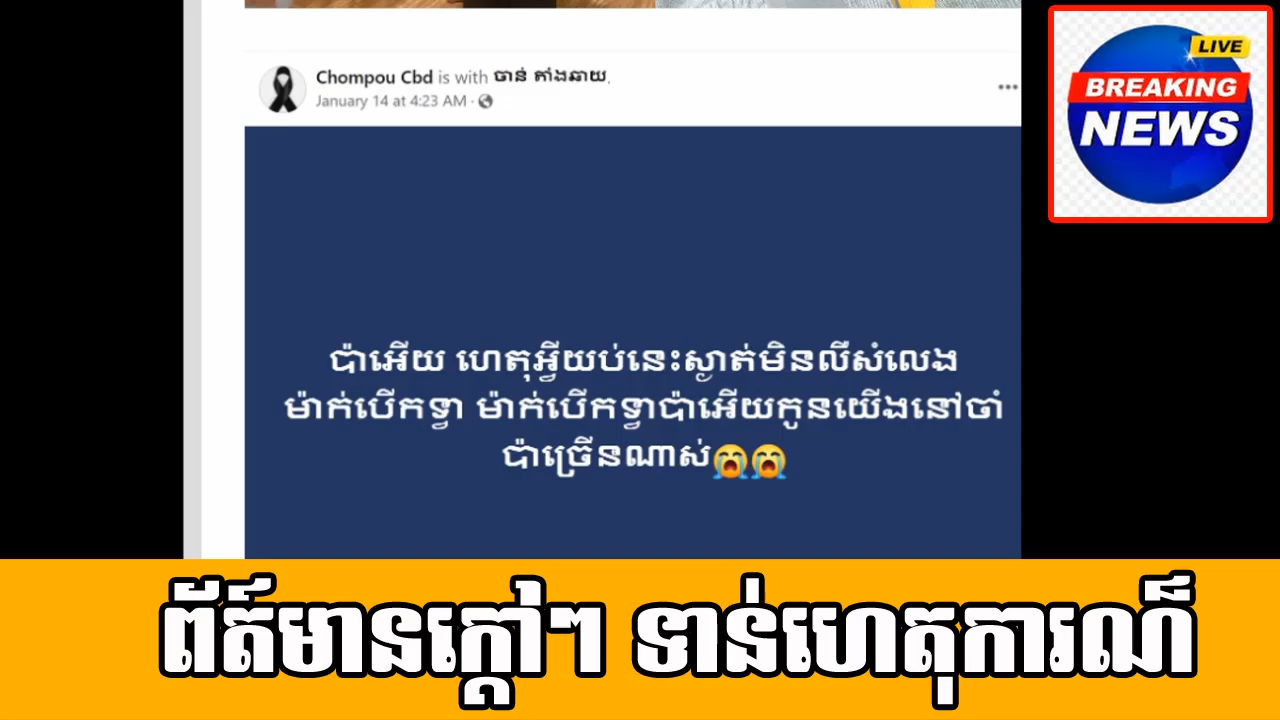 Chompou Cbd is with ចាន់ តាំងឆាយ.
January 14 at 4:23 AM ·
LIVE
BREAKING
NEWS
ប៉ាអើយ ហេតុអ្វីយប់នេះស្ងាត់មិនលឺសំលេង
ម៉ាក់បើកទ្វា ម៉ាក់បើកទ្វាប៉ាអើយកូនយើងនៅចាំ
ប៉ាច្រើនណាស់😭😭
ព័ត៍មានក្ដៅៗ ទាន់ហេតុការណ៏